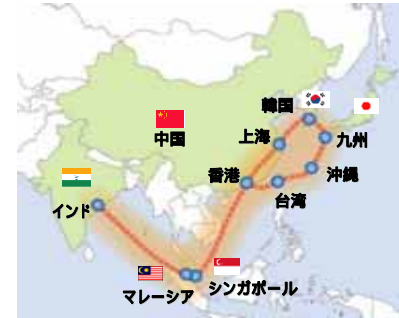 韓国
中国
上海
九州
香港
沖縄
台湾
インド
シンガポール
マレーシア